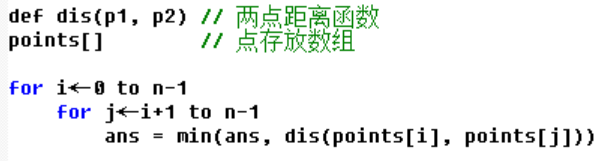 def dis(p1, p2) // 两点距离函数
points[]        // 点存放数组
for i←0 to n-1
    for j←i+1 to n-1
        ans = min(ans, dis(points[i], points[j]))